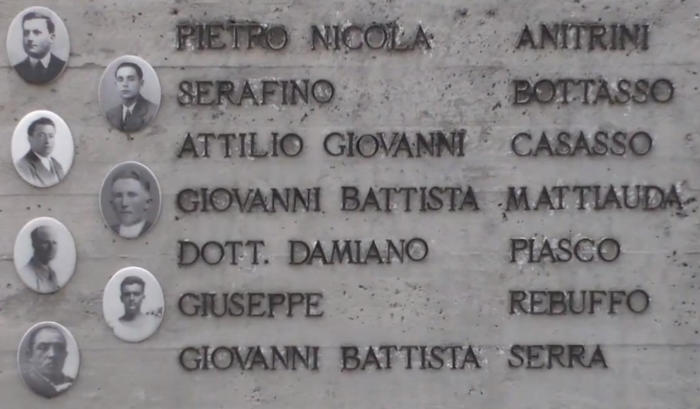 PIETRO NICOLA ANITRINI
SERAFINO BOTTASSO
ATTILIO GIOVANNI CASASSO
GIOVANNI BATTISTA MATTIAUDA
DOTT. DAMIANO PIASCO
GIUSEPPE REBUFFO
GIOVANNI BATTISTA SERRA